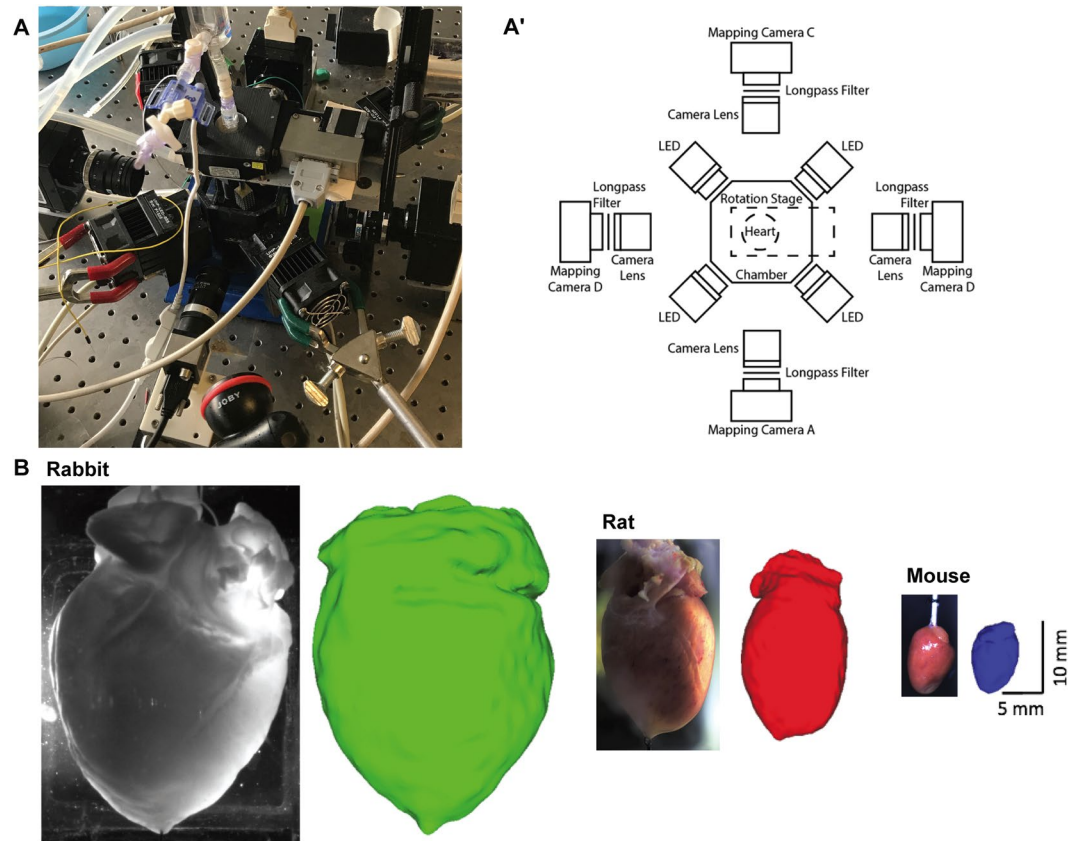 A
A'
Mapping Camera C
Longpass Filter
Camera Lens
LED
LED
Longpass
Filter
Mapping
Camera D
Camera
Lens
Rotation Stage
Heart
Chamber
Longpass
Filter
Camera
Lens
Mapping
Camera D
LED
LED
Camera Lens
Longpass Filter
Mapping Camera A
JOBY
B Rabbit
Rat
Mouse
10 mm
5 mm